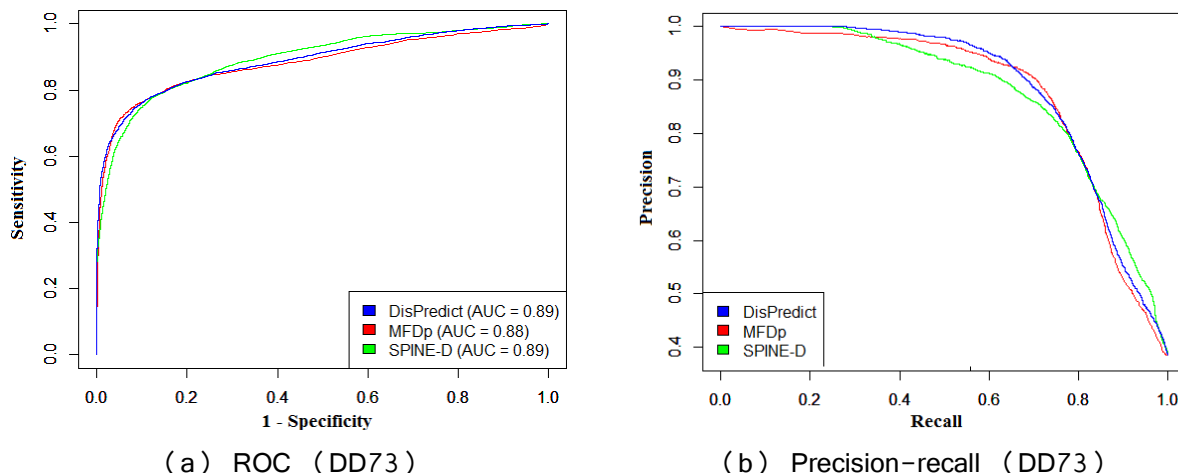 Sensitivity
1.0
0.8
0.6
0.4
0.2
0.0
DisPredict (AUC = 0.89)
MFDp (AUC = 0.88)
SPINE-D (AUC = 0.89)
0.0 0.2 0.4 0.6 0.8 1.0
1 - Specificity
(a) ROC (DD73)
Precision
1.0
0.9
0.8
0.7
0.6
0.5
0.4
DisPredict
MFDp
SPINE-D
0.0 0.2 0.4 0.6 0.8 1.0
Recall
(b) Precision-recall (DD73)